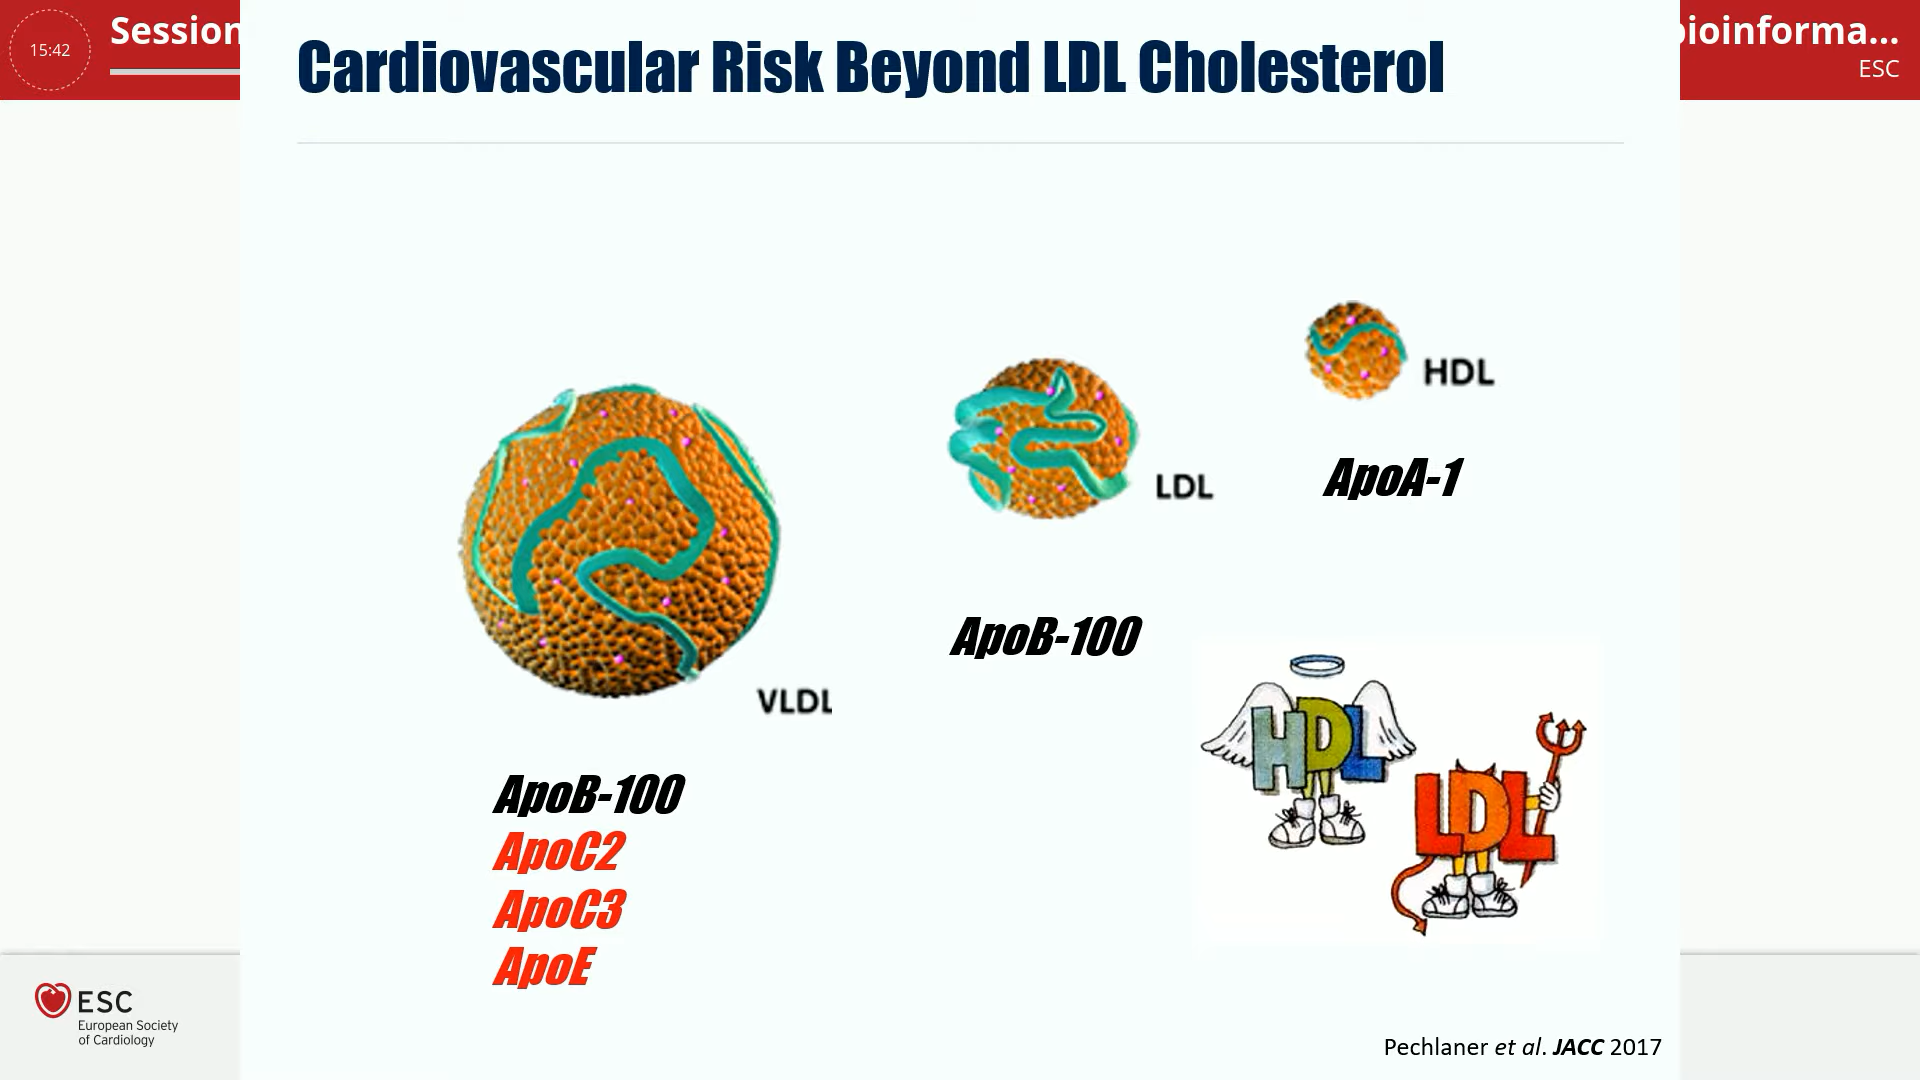 15:42
Session
Cardiovascular Risk Beyond LDL Cholesterol
bioinforma...
ESC
HDL
ApoA-1
LDL
ApoB-100
VLDL
HDL
LDL
ApoB-100
ApoC2
ApoC3
ApoE
ESC
European Society
of Cardiology
Pechlaner et al. JACC 2017